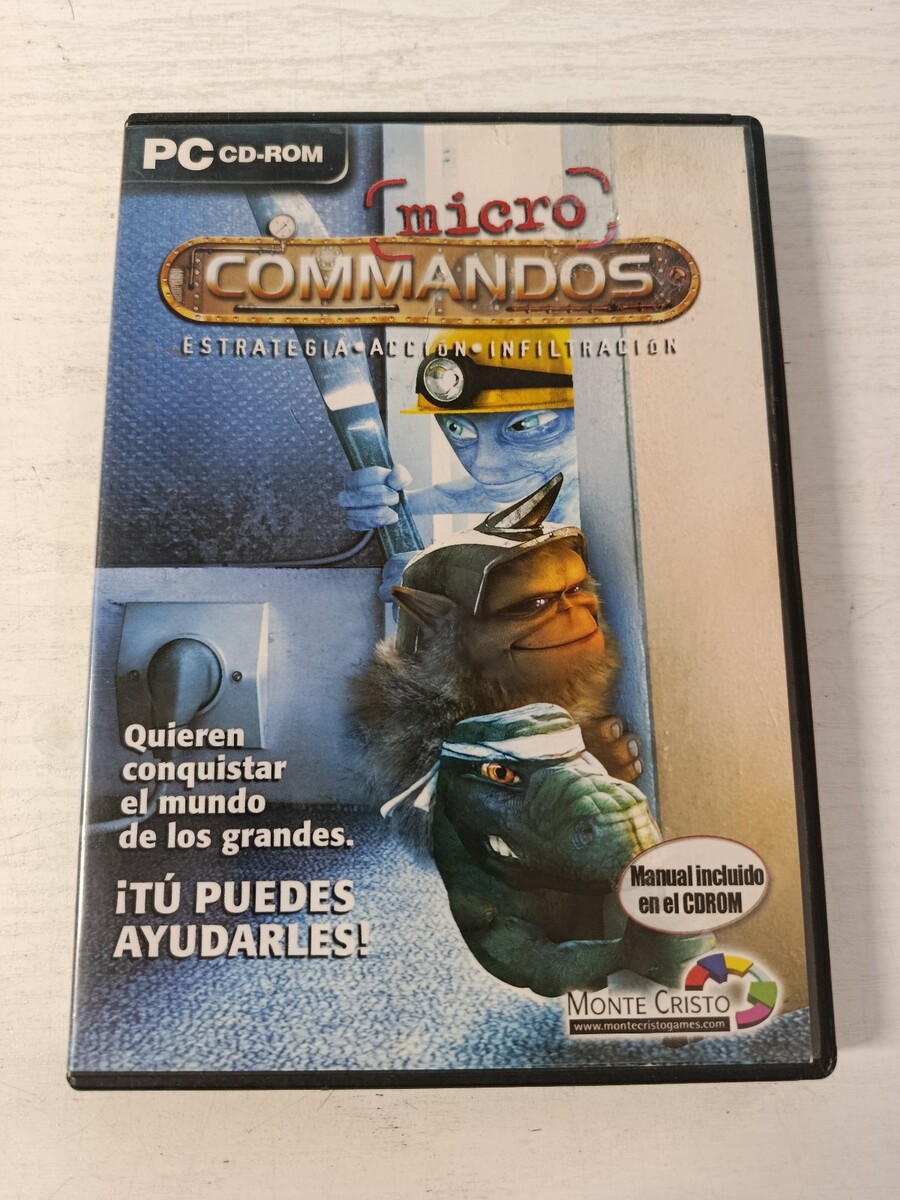 PC CD-ROM
[micro]
COMMANDOS
ESTRATEGIA•ACCIÓN•INFILTRACIÓN
Quieren
conquistar
el mundo
de los grandes.
¡TÚ PUEDES
AYUDARLES!
Manual incluido
en el CDROM
MONTE CRISTO
www.montecristogames.com